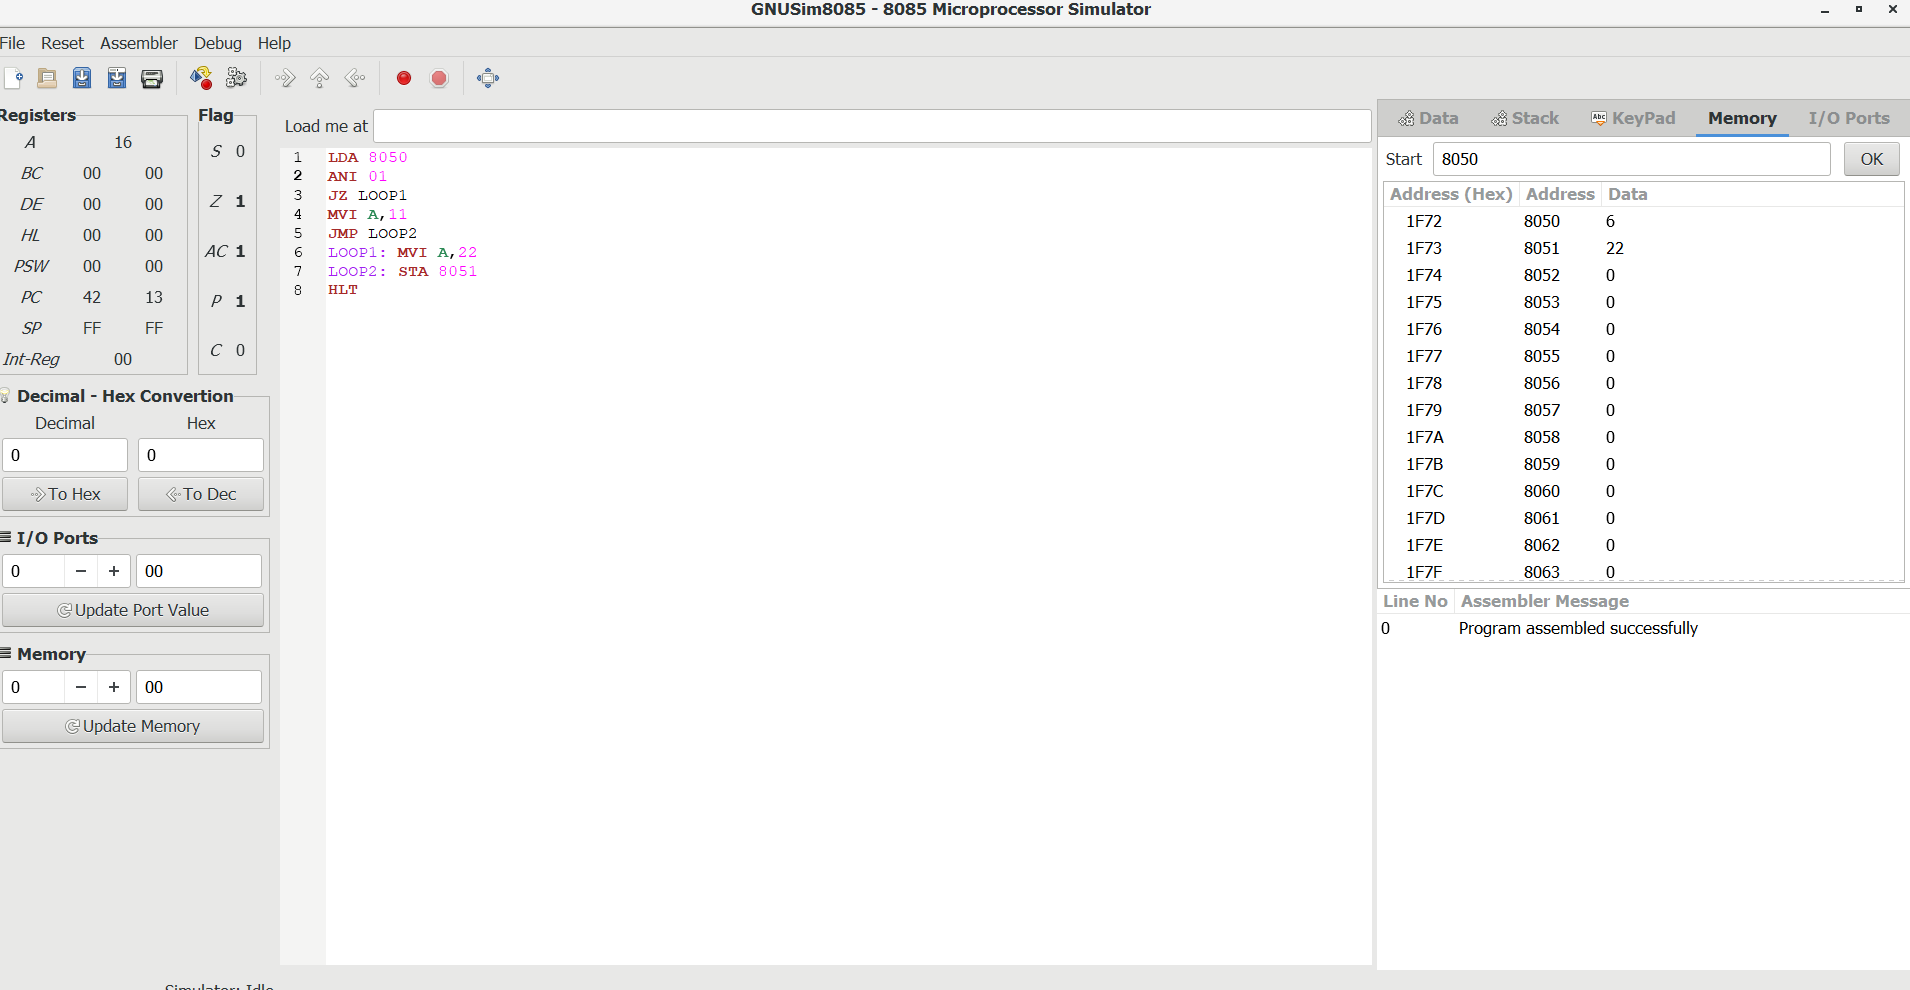 GNUSim8085 - 8085 Microprocessor Simulator
File Reset Assembler Debug Help
Registers
A 16
BC 00 00
DE 00 00
HL 00 00
PSW 00 00
PC 42 13
SP FF FF
Int-Reg 00
Flag
S 0
Z 1
AC 1
P 1
C 0
Decimal - Hex Convertion
Decimal Hex
0 0
To Hex To Dec
I/O Ports
0 − + 00
Update Port Value
Memory
0 − + 00
Update Memory
Load me at
1 LDA 8050
2 ANI 01
3 JZ LOOP1
4 MVI A,11
5 JMP LOOP2
6 LOOP1: MVI A,22
7 LOOP2: STA 8051
8 HLT
Data Stack Abc KeyPad Memory I/O Ports
Start 8050 OK
Address (Hex) Address Data
1F72 8050 6
1F73 8051 22
1F74 8052 0
1F75 8053 0
1F76 8054 0
1F77 8055 0
1F78 8056 0
1F79 8057 0
1F7A 8058 0
1F7B 8059 0
1F7C 8060 0
1F7D 8061 0
1F7E 8062 0
1F7F 8063 0
Line No Assembler Message
0 Program assembled successfully
Simulator: Idle